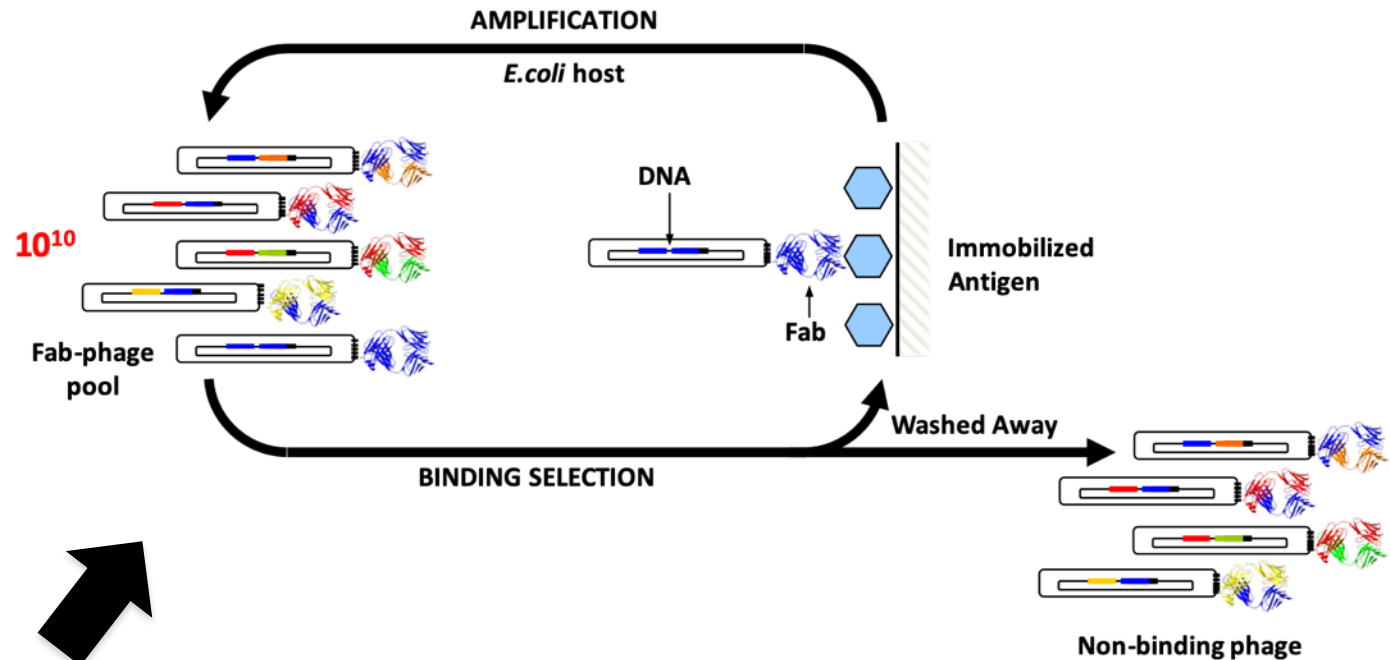 AMPLIFICATION
E.coli host
DNA
10¹⁰
Immobilized
Antigen
Fab
Fab-phage
pool
Washed Away
BINDING SELECTION
Non-binding phage